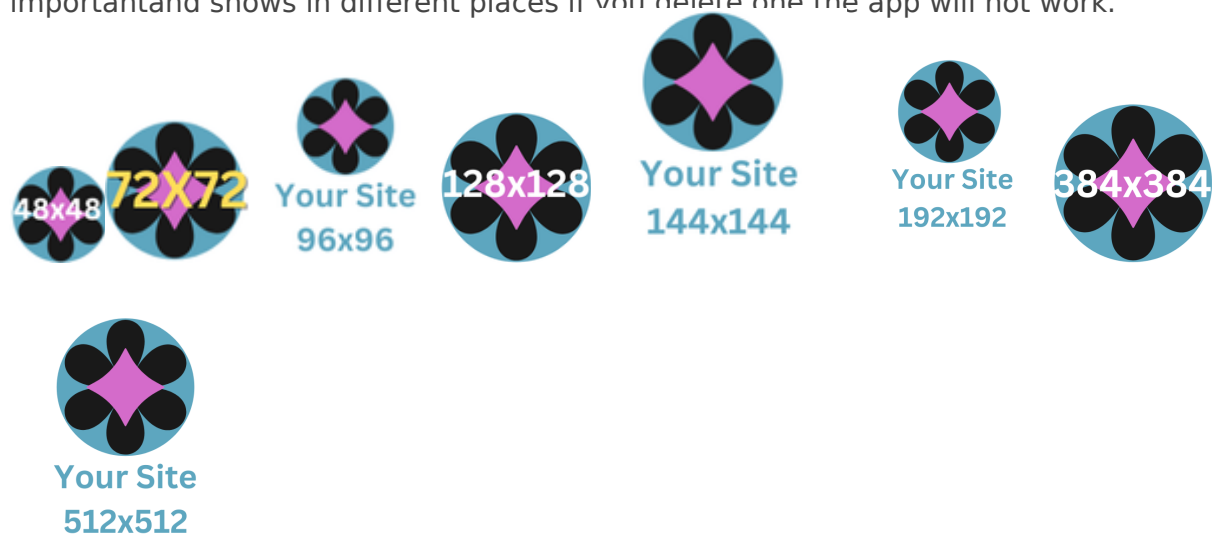 importantand shows in different places if you delete one the app will not work.
48x48
72X72
Your Site
96x96
128x128
Your Site
144x144
Your Site
192x192
384x384
Your Site
512x512